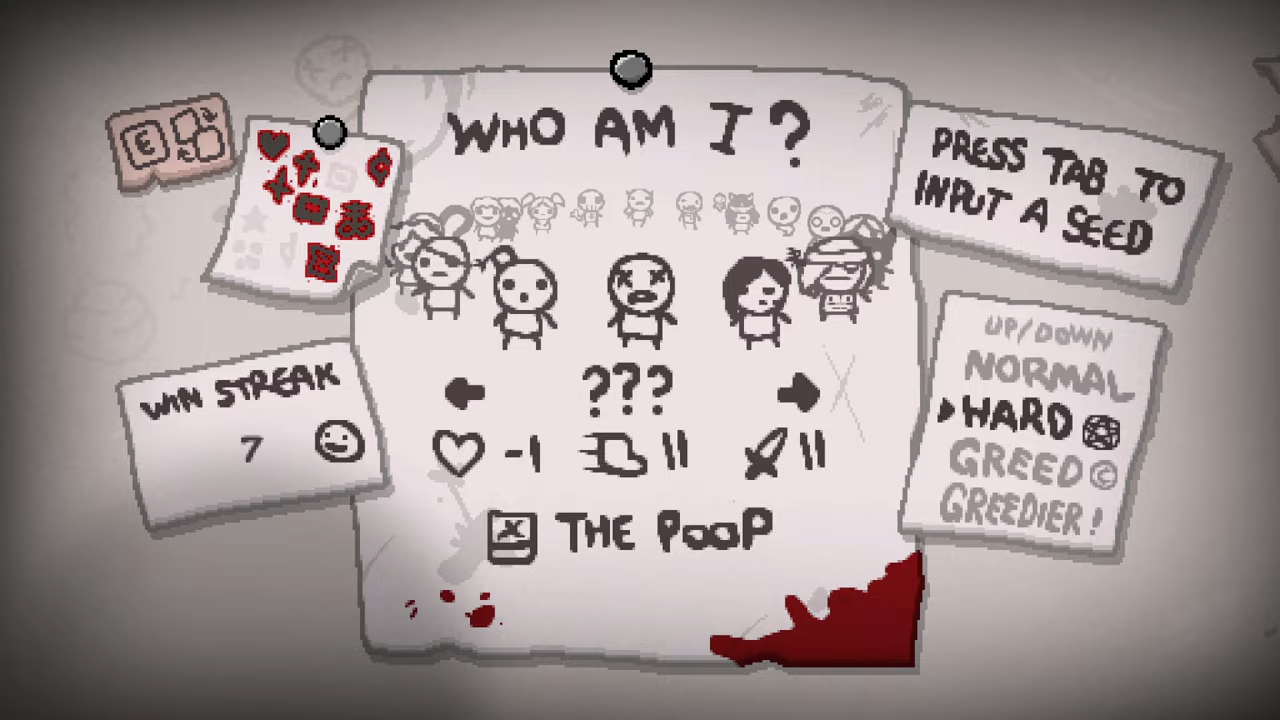 WHO AM I?
PRESS TAB TO
INPUT A SEED
WIN STREAK
7
???
-1
THE POOP
UP/DOWN
NORMAL
HARD
GREED
GREEDIER!